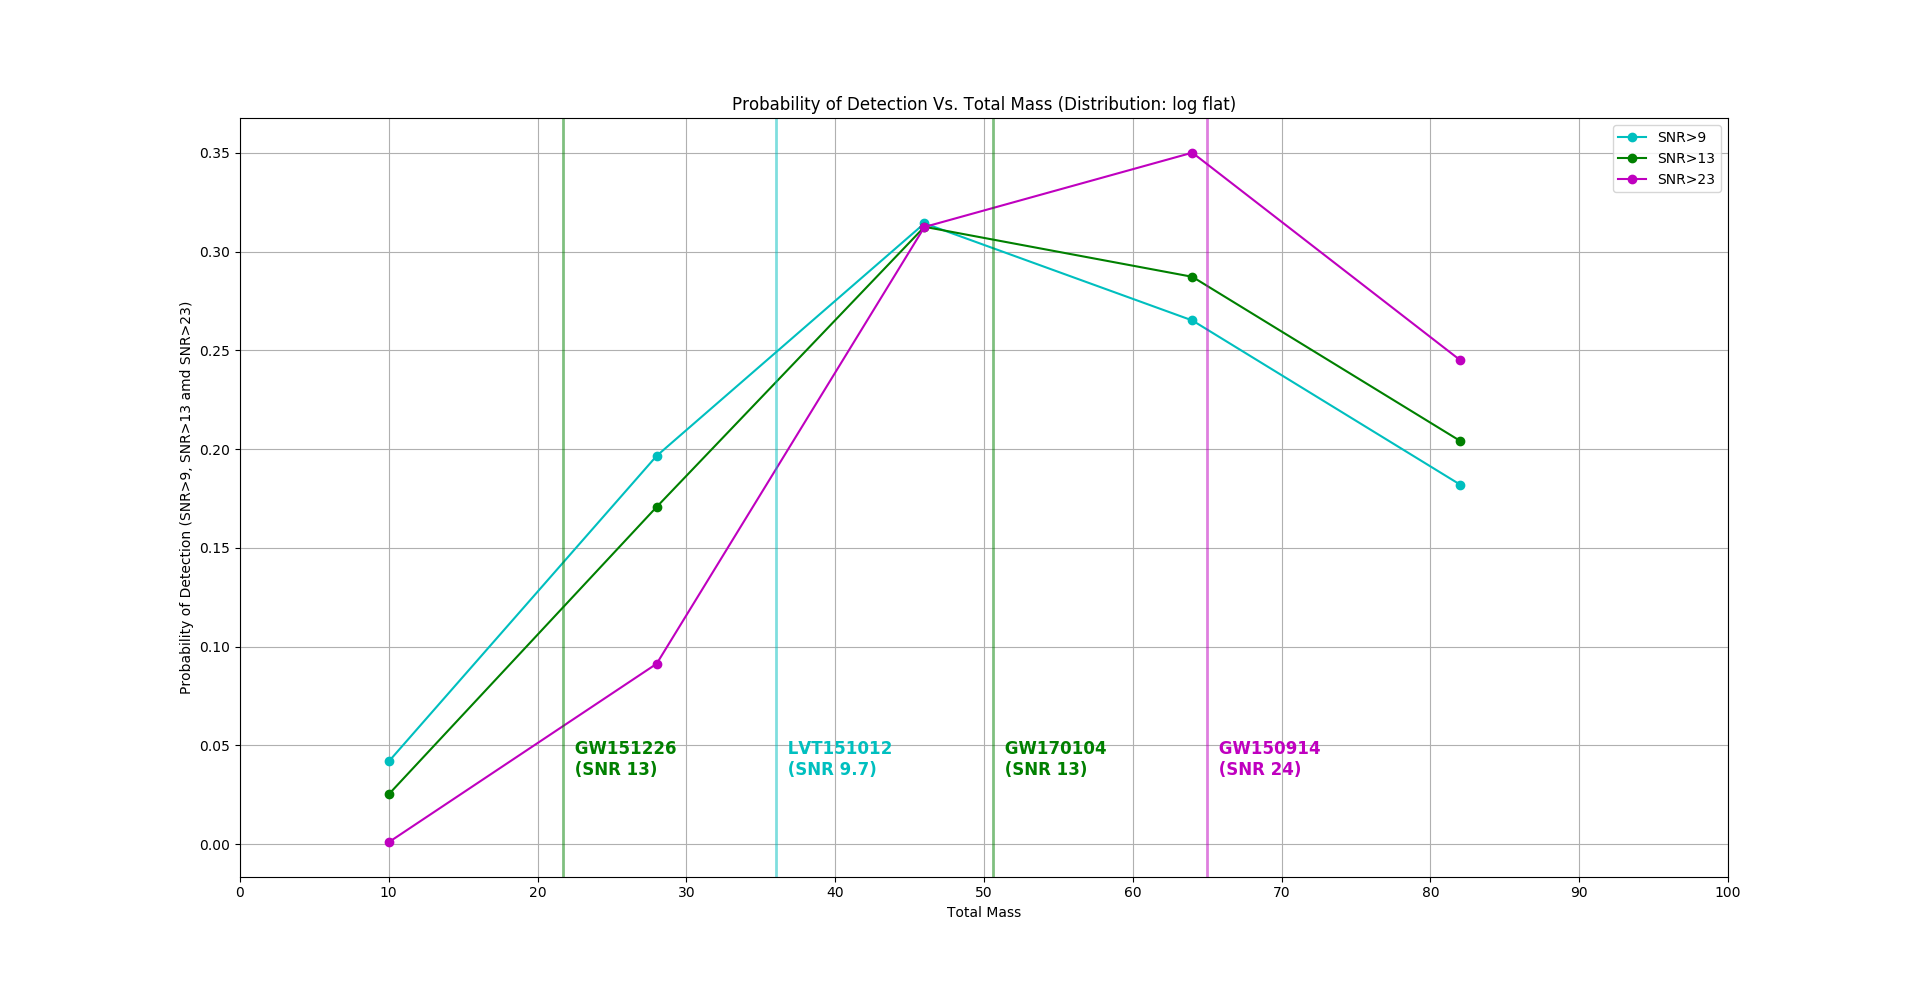 Probability of Detection Vs. Total Mass (Distribution: log flat)
SNR>9
SNR>13
SNR>23
Probability of Detection (SNR>9, SNR>13 amd SNR>23)
0.35
0.30
0.25
0.20
0.15
0.10
0.05
0.00
GW151226
(SNR 13)
LVT151012
(SNR 9.7)
GW170104
(SNR 13)
GW150914
(SNR 24)
0 10 20 30 40 50 60 70 80 90 100
Total Mass